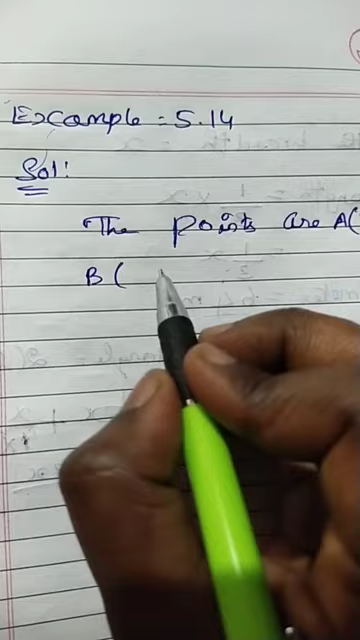 Example = 5.14
Sol:
The points are A(
B (